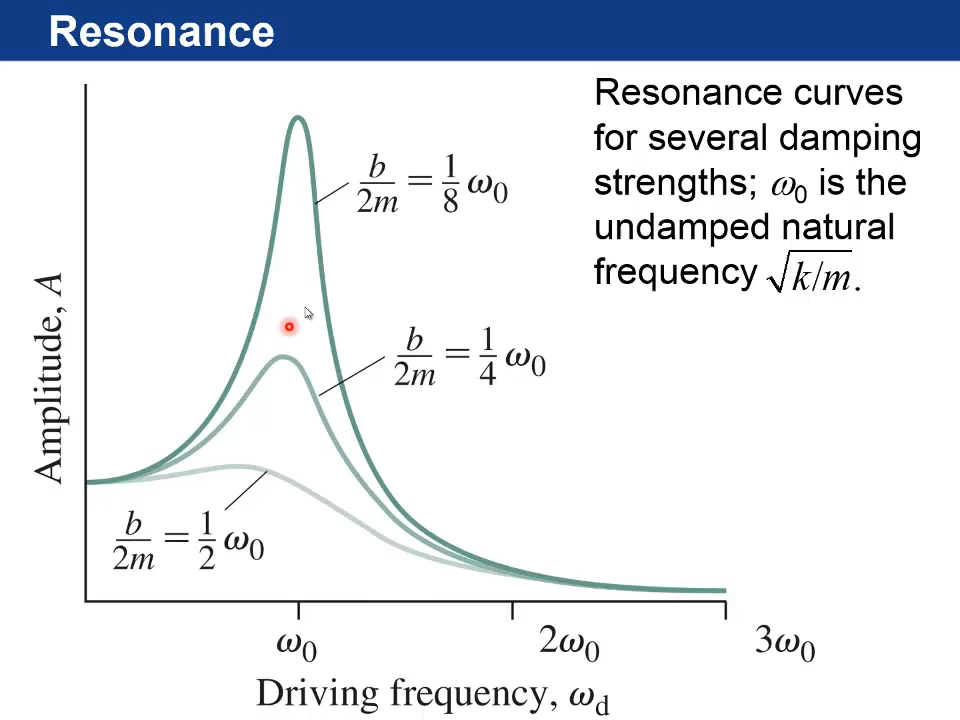 Resonance
Resonance curves
for several damping
strengths; ω₀ is the
undamped natural
frequency √k/m.
b/2m = 1/8 ω₀
b/2m = 1/4 ω₀
b/2m = 1/2 ω₀
Amplitude, A
ω₀ 2ω₀ 3ω₀
Driving frequency, ω_d